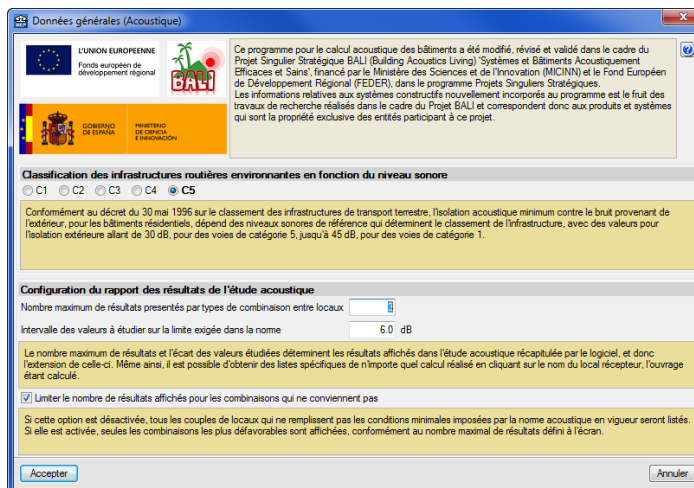 Données générales (Acoustique)
L'UNION EUROPEENNE
Fonds européen de
développement régional
BALI
GOBIERNO
DE ESPAÑA
MINISTERIO
DE CIENCIA
E INNOVACIÓN
Ce programme pour le calcul acoustique des bâtiments a été modifié, révisé et validé dans le cadre du
Projet Singulier Stratégique BALI (Building Acoustics Living) 'Systèmes et Bâtiments Acoustiquement
Efficaces et Sains', financé par le Ministère des Sciences et de l'Innovation (MICINN) et le Fond Européen
de Développement Régional (FEDER), dans le programme Projets Singuliers Stratégiques.
Les informations relatives aux systèmes constructifs nouvellement incorporés au programme est le fruit des
travaux de recherche réalisés dans le cadre du Projet BALI et correspondent donc aux produits et systèmes
qui sont la propriété exclusive des entités participant à ce projet.
Classification des infrastructures routières environnantes en fonction du niveau sonore
C1 C2 C3 C4 C5
Conformément au décret du 30 mai 1996 sur le classement des infrastructures de transport terrestre, l'isolation acoustique minimum contre le bruit provenant de
l'extérieur, pour les bâtiments résidentiels, dépend des niveaux sonores de référence qui déterminent le classement de l'infrastructure, avec des valeurs pour
l'isolation extérieure allant de 30 dB, pour des voies de catégorie 5, jusqu'à 45 dB, pour des voies de catégorie 1.
Configuration du rapport des résultats de l'étude acoustique
Nombre maximum de résultats présentés par types de combinaison entre locaux 3
Intervalle des valeurs à étudier sur la limite exigée dans la norme 6.0 dB
Le nombre maximum de résultats et l'écart des valeurs étudiées déterminent les résultats affichés dans l'étude acoustique récapitulée par le logiciel, et donc
l'extension de celle-ci. Même ainsi, il est possible d'obtenir des listes spécifiques de n'importe quel calcul réalisé en cliquant sur le nom du local récepteur, l'ouvrage
étant calculé.
Limiter le nombre de résultats affichés pour les combinaisons qui ne conviennent pas
Si cette option est désactivée, tous les couples de locaux qui ne remplissent pas les conditions minimales imposées par la norme acoustique en vigueur seront listés.
Si elle est activée, seules les combinaisons les plus défavorables sont affichées, conformément au nombre maximal de résultats défini à l'écran.
Accepter
Annuler